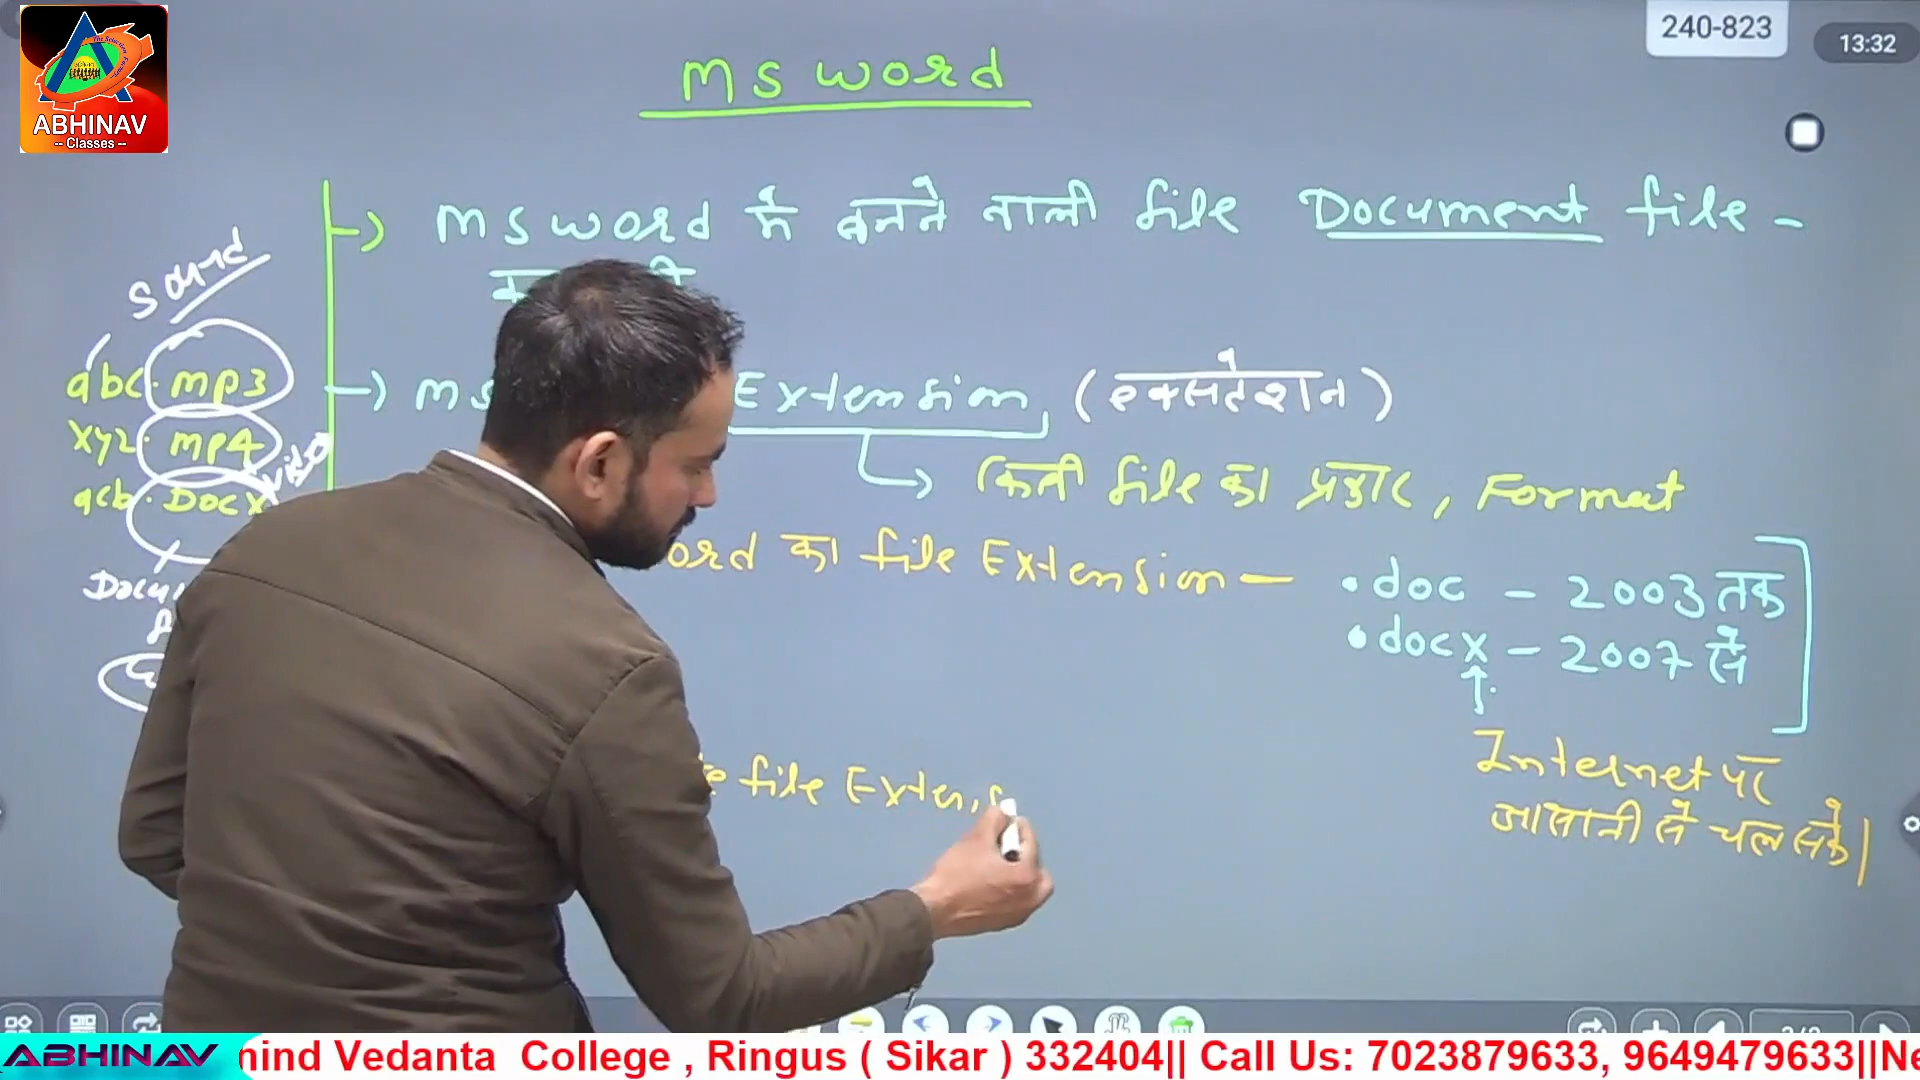 ABHINAV
-- Classes --
240-823
13:32
MS Word
MS Word में बनने वाली file Document file -
Sound
abc.mp3
MS
Extension (एक्सटेंशन)
xyz.mp4
acb.Docx
किसी file का प्रकार, Format
ord का file Extension — .doc - 2003 तक
.docx - 2007 से
Internet पर
आसानी से चल सके।
file Exten
ABHINAV
hind Vedanta College , Ringus ( Sikar ) 332404|| Call Us: 7023879633, 9649479633||Ne